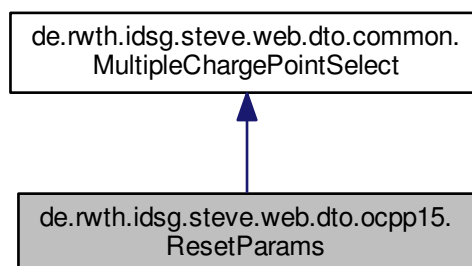 de.rwth.idsg.steve.web.dto.common.
MultipleChargePointSelect
de.rwth.idsg.steve.web.dto.ocpp15.
ResetParams